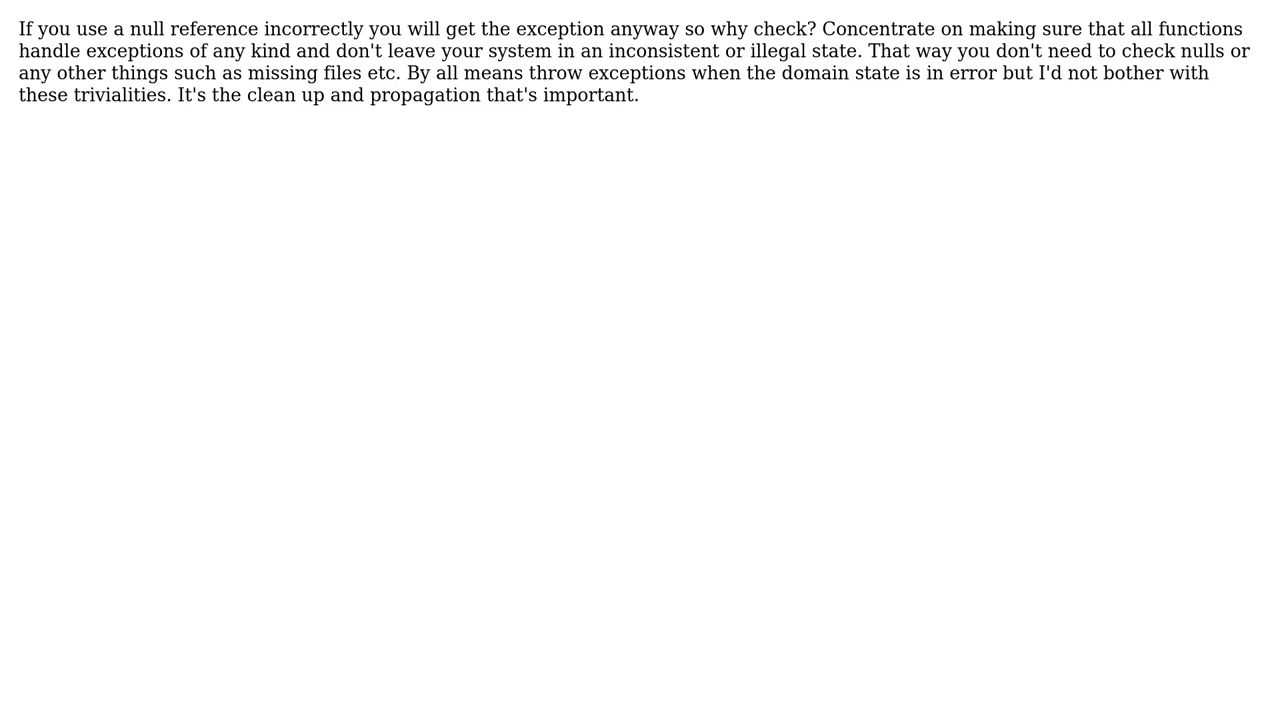 If you use a null reference incorrectly you will get the exception anyway so why check? Concentrate on making sure that all functions
handle exceptions of any kind and don't leave your system in an inconsistent or illegal state. That way you don't need to check nulls or
any other things such as missing files etc. By all means throw exceptions when the domain state is in error but I'd not bother with
these trivialities. It's the clean up and propagation that's important.